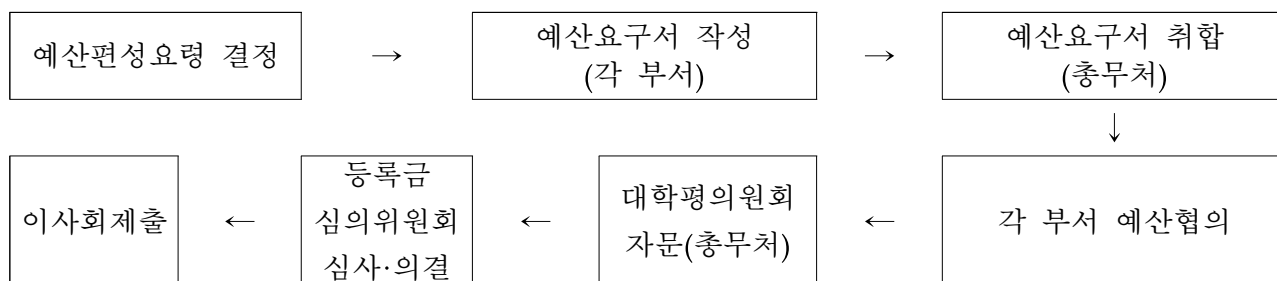 예산편성요령 결정
→
예산요구서 작성
(각 부서)
→
예산요구서 취합
(총무처)
↓
각 부서 예산협의
←
대학평의원회
자문(총무처)
←
등록금
심의위원회
심사·의결
←
이사회제출